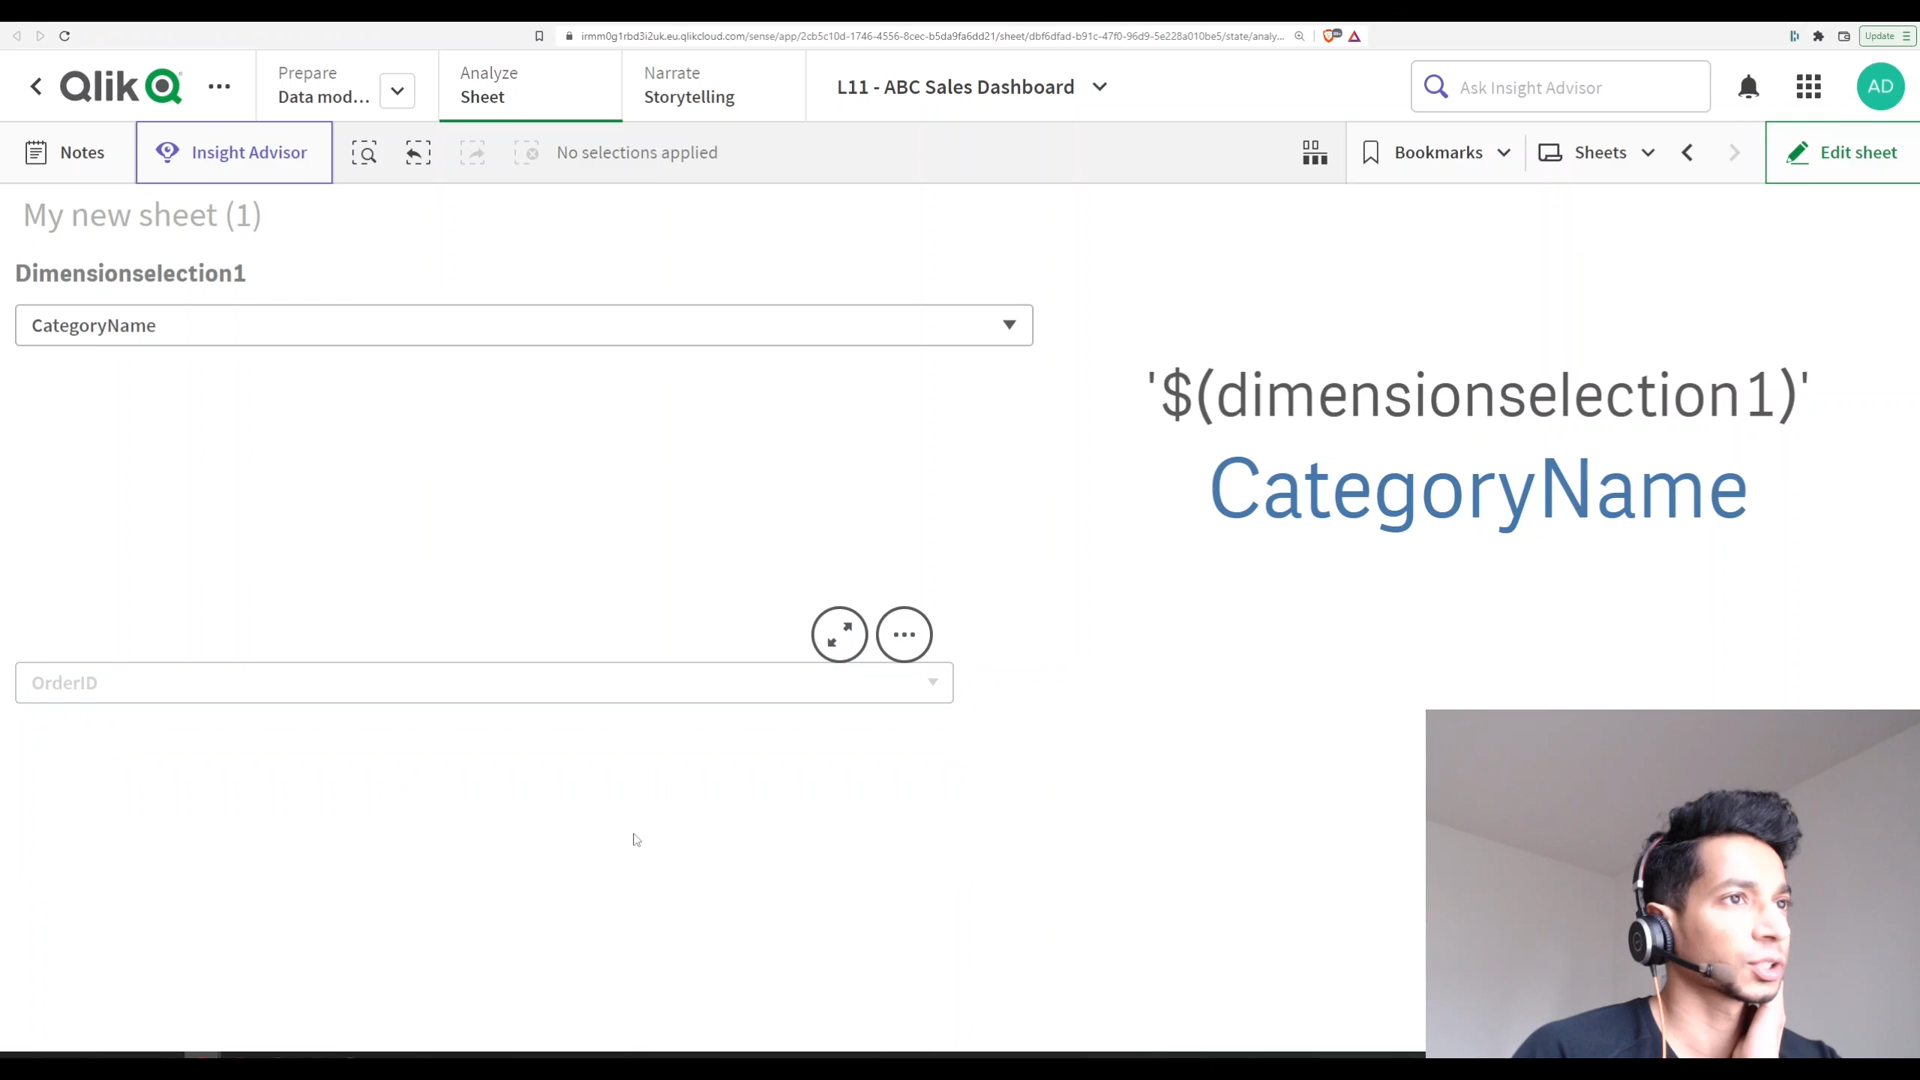 irmm0g1rbd3i2uk.eu.qlikcloud.com/sense/app/2cb5c10d-1746-4556-8cec-b5da9fa6dd21/sheet/dbf6dfad-b91c-47f0-96d9-5e228a010be5/state/analy...
Update
Qlik
Prepare
Data mod...
Analyze
Sheet
Narrate
Storytelling
L11 - ABC Sales Dashboard
Ask Insight Advisor
AD
Notes
Insight Advisor
No selections applied
Bookmarks
Sheets
Edit sheet
My new sheet (1)
Dimensionselection1
CategoryName
'$(dimensionselection1)'
CategoryName
OrderID